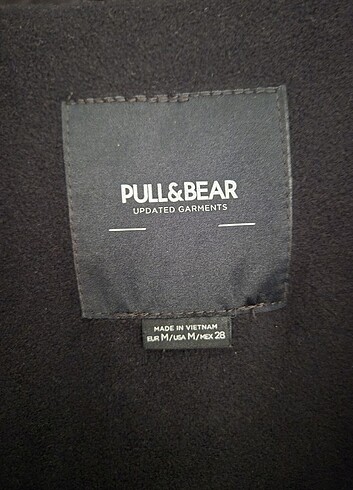 PULL&BEAR
UPDATED GARMENTS
MADE IN VIETNAM
EUR M/USA M/MEX 28